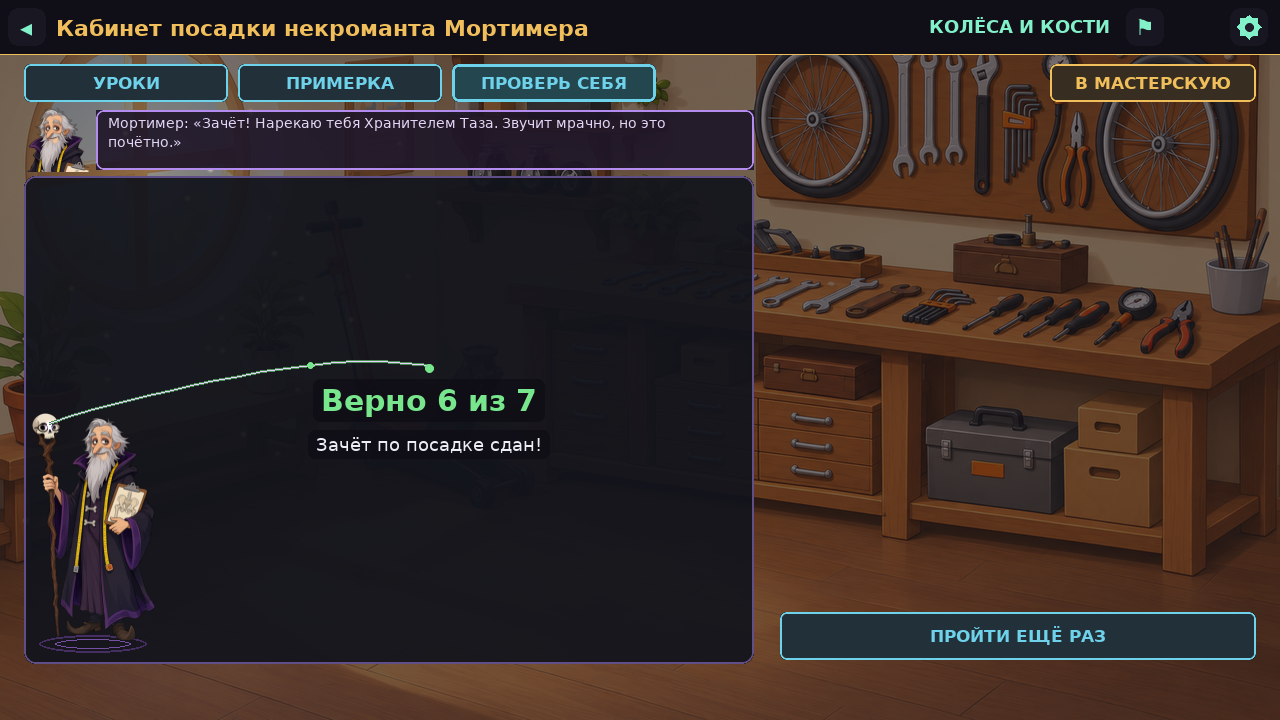 Кабинет посадки некроманта Мортимера
КОЛЁСА И КОСТИ
УРОКИ
ПРИМЕРКА
ПРОВЕРЬ СЕБЯ
В МАСТЕРСКУЮ
Мортимер: «Зачёт! Нарекаю тебя Хранителем Таза. Звучит мрачно, но это
почётно.»
Верно 6 из 7
Зачёт по посадке сдан!
ПРОЙТИ ЕЩЁ РАЗ